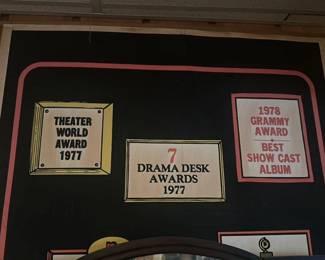 THEATER
WORLD
AWARD
1977
7
DRAMA DESK
AWARDS
1977
1978
GRAMMY
AWARD
BEST
SHOW CAST
ALBUM